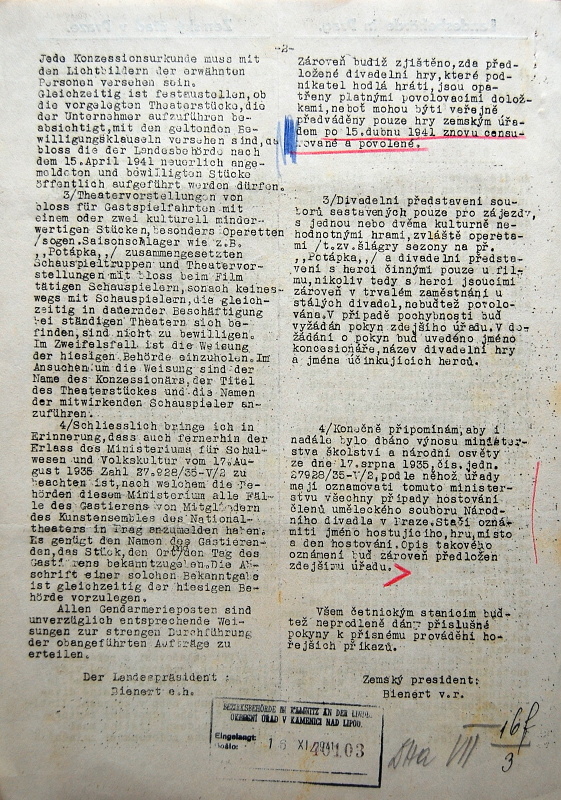 -2-
Jede Konzessionsurkunde muss mit
den Lichtbildern der erwähnten
Personen versehen sein.
Gleichzeitig ist festzustellen, ob
die vorgelegten Theaterstücke, die
der Unternehmer aufzuführen be-
absichtigt, mit den geltenden Be-
willigungsklauseln versehen sind, da
bloss die der Landesbehörde nach
dem 15. April 1941 neuerlich ange-
meldeten und bewilligten Stücke
öffentlich aufgeführt werden dürfen.
3/Theatervorstellungen von
bloss für Gastspielfahrten mit
einem oder zwei kulturell minder-
wertigen Stücken, besonders Operetten
/sogen. Saisonschlager wie z.B.
,,Potápka,,/ zusammengesetzten
Schauspieltruppen und Theatervor-
stellungen mit bloss beim Film
tätigen Schauspielern, sonach keines-
wegs mit Schauspielern, die gleich-
zeitig in dauernder Beschäftigung
bei ständigen Theatern sich be-
finden, sind nicht zu bewilligen.
Im Zweifelsfall ist die Weisung
der hiesigen Behörde einzuholen. Im
Ansuchen um die Weisung sind der
Name des Konzessionärs, der Titel
des Theaterstückes und die Namen
der mitwirkenden Schauspieler an-
zuführen.
4/Schliesslich bringe ich in
Erinnerung, dass auch fernerhin der
Erlass des Ministeriums für Schul-
wesen und Volkskultur vom 17. Au-
gust 1935 Zahl 27.928/35-V/2 zu
beachten ist, nach welchem die Be-
hörden diesem Ministerium alle Fäl-
le des Gastierens von Mitgliedern
des Kunstensembles des National-
theaters in Prag anzumelden haben.
Es genügt den Namen des Gastieren-
den, das Stück, den Ort/den Tag des
Gastierens bekanntzugeben. Die Ab-
schrift einer solchen Bekanntgabe
ist gleichzeitig der hiesigen Be-
hörde vorzulegen.
Allen Gendarmerieposten sind
unverzüglich entsprechende Wei-
sungen zur strengen Durchführung
der obangeführten Aufträge zu
erteilen.
Der Landespräsident:
Bienert e.h.
Zároveň budiž zjištěno, zda před-
ložené divadelní hry, které pod-
nikatel hodlá hráti, jsou opa-
třeny platnými povolovacími dolož-
kami, neboť mohou býti veřejně
předváděny pouze hry zemským úřa-
dem po 15. dubnu 1941 znovu censu-
rované a povolené.
3/Divadelní představení sou-
borů sestavených pouze pro zájezdy,
s jednou nebo dvěma kulturně ne-
hodnotnými hrami, zvláště opereta-
mi /t.zv. šlágry sezony na př.
,,Potápka,,/ a divadelní předsta-
vení s herci činnými pouze u fil-
mu, nikoliv tedy s herci jsoucími
zároveň v trvalém zaměstnání u
stálých divadel, nebuďtež povolo-
vána. V případě pochybnosti buď
vyžádán pokyn zdejšího úřadu. V do-
žádání o pokyn buď uvedeno jméno
koncesionáře, název divadelní hry
a jména účinkujících herců.
4/Konečně připomínám, aby i
nadále bylo dbáno výnosu minister-
stva školství a národní osvěty
ze dne 17. srpna 1935, čís. jedn.
27928/35-V/2, podle něhož úřady
mají oznamovati tomuto minister-
stvu všechny případy hostování
členů uměleckého souboru Národ-
ního divadla v Praze. Stačí ozná-
miti jméno hostujícího, hru, místo
a den hostování. Opis takového
oznámení buď zároveň předložen
zdejšímu úřadu.
Všem četnickým stanicím buď-
tež neprodleně dány příslušné
pokyny k přísnému provádění ho-
řejších příkazů.
Zemský president:
Bienert v.r.
BEZIRKSBEHÖRDE IN KAMNITZ AN DER LINDE
OKRESNÍ ÚŘAD V KAMENICI NAD LIPOU
Eingelangt:
Došlo:
XI. 1941
40103
VII
16f
3